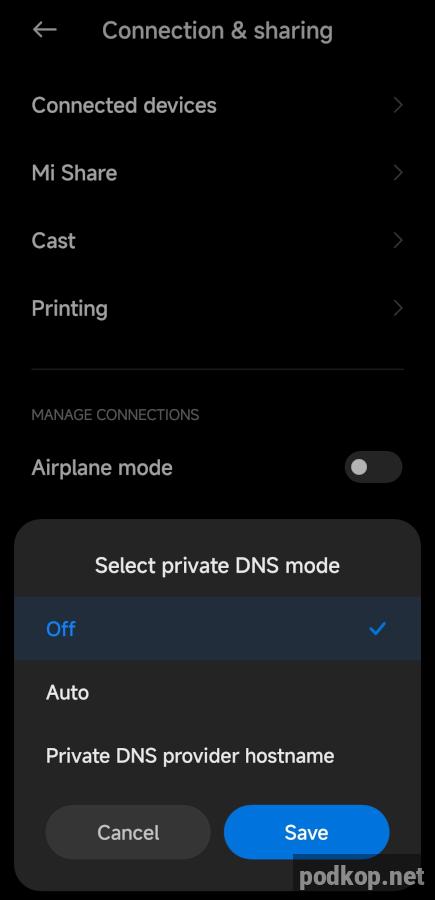 Connection & sharing
Connected devices
Mi Share
Cast
Printing
MANAGE CONNECTIONS
Airplane mode
Select private DNS mode
Off
Auto
Private DNS provider hostname
Cancel
Save
podkop.net